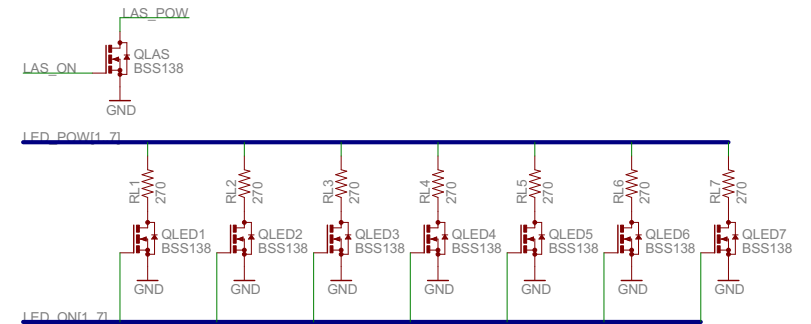 LAS_POW
QLAS
BSS138
LAS_ON
GND
LED_POW[1..7]
RL1
270
RL2
270
RL3
270
RL4
270
RL5
270
RL6
270
RL7
270
QLED1
BSS138
QLED2
BSS138
QLED3
BSS138
QLED4
BSS138
QLED5
BSS138
QLED6
BSS138
QLED7
BSS138
GND
GND
GND
GND
GND
GND
GND
LED_ON[1..7]